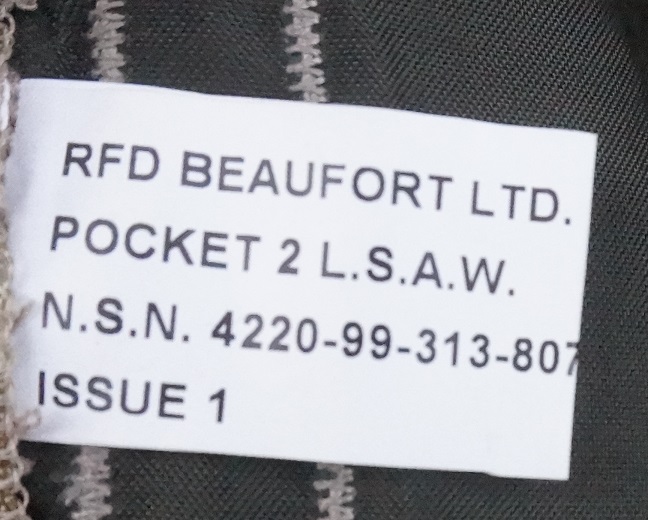 RFD BEAUFORT LTD.
POCKET 2 L.S.A.W.
N.S.N. 4220-99-313-807
ISSUE 1